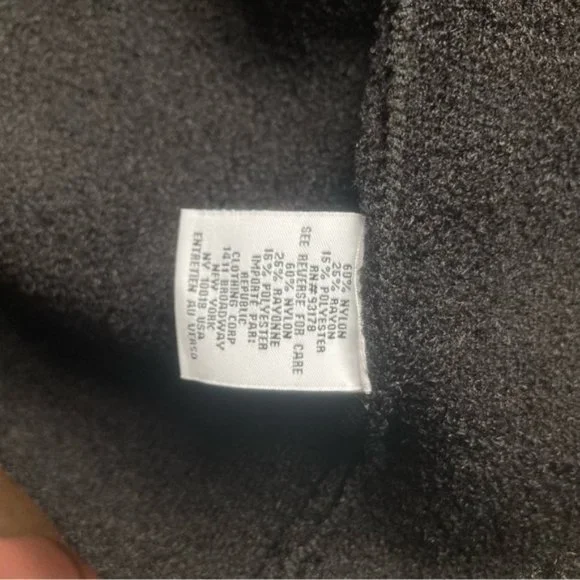 60% NYLON
25% RAYON
15% POLYESTER
RN#93178
SEE REVERSE FOR CARE
60% NYLON
25% RAYONNE
15% POLYESTER
IMPORTE PAR:
REPUBLIC
CLOTHING CORP
1411 BROADWAY
NEW YORK
NY 10018 USA
ENTRETIEN AU VERSO